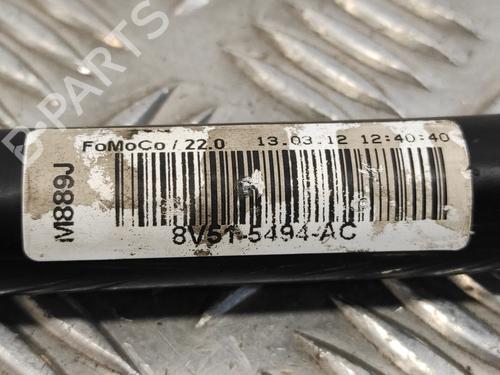 B-PARTS
FoMoCo / 22.0 13.03.12 12:40:40
M889J
8V51-5494-AC